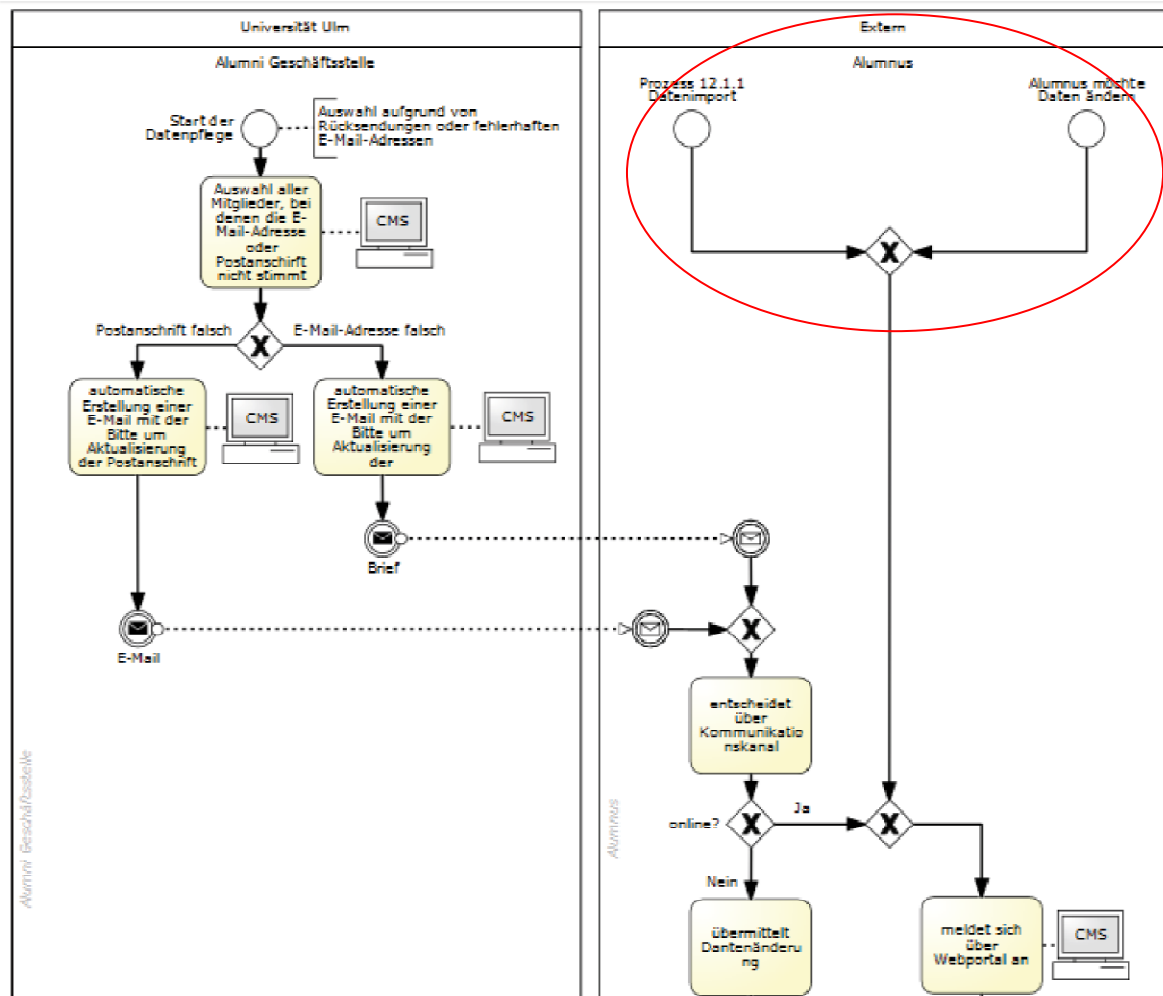 Universität Ulm
Alumni Geschäftsstelle
Start der
Datenpflege
Auswahl aufgrund von
Rücksendungen oder fehlerhaften
E-Mail-Adressen
Auswahl aller
Mitglieder, bei
denen die E-
Mail-Adresse
oder
Postanschirft
nicht stimmt
CMS
Postanschrift falsch
E-Mail-Adresse falsch
automatische
Erstellung einer
E-Mail mit der
Bitte um
Aktualisierung
der Postanschrift
CMS
automatische
Erstellung einer
E-Mail mit der
Bitte um
Aktualisierung
der
CMS
Brief
E-Mail
Alumni Geschäftsstelle
Extern
Alumnus
Prozess 12.1.1
Datenimport
Alumnus möchte
Daten ändern
entscheidet
über
Kommunikatio
nskanal
online?
Ja
Nein
Alumnus
übermittelt
Dantenänderu
ng
meldet sich
über
Webportal an
CMS